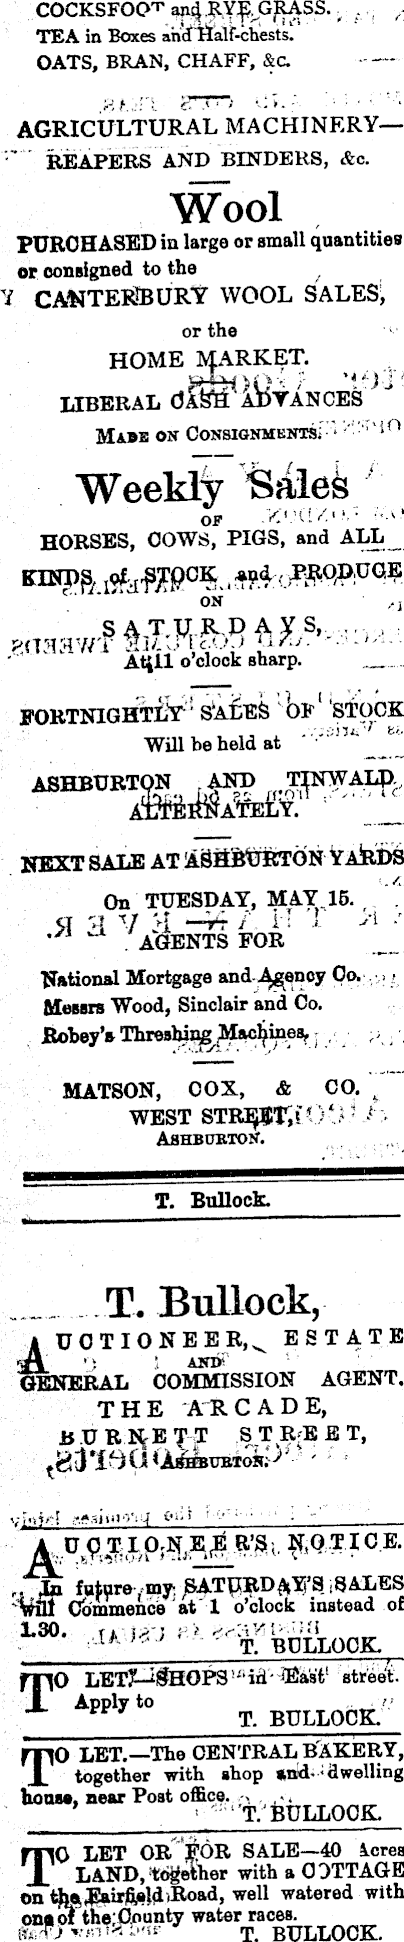 COCKSFOOT and RYE GRASS.
TEA in Boxes and Half-chests.
OATS, BRAN, CHAFF, &c.
AGRICULTURAL MACHINERY—
REAPERS AND BINDERS, &c.
Wool
PURCHASED in large or small quantities
or consigned to the
CANTERBURY WOOL SALES,
or the
HOME MARKET.
LIBERAL CASH ADVANCES
MADE ON CONSIGNMENTS.
Weekly Sales
OF
HORSES, COWS, PIGS, and ALL
KINDS of STOCK and PRODUCE
ON
SATURDAYS,
At 11 o'clock sharp.
FORTNIGHTLY SALES OF STOCK
Will be held at
ASHBURTON AND TINWALD
ALTERNATELY.
NEXT SALE AT ASHBURTON YARDS
On TUESDAY, MAY 15.
AGENTS FOR
National Mortgage and Agency Co.
Messrs Wood, Sinclair and Co.
Robey's Threshing Machines.
MATSON, COX, & CO.
WEST STREET,
ASHBURTON.
T. Bullock.
T. Bullock,
AUCTIONEER, ESTATE
AND
GENERAL COMMISSION AGENT.
THE ARCADE,
BURNETT STREET,
ASHBURTON.
AUCTIONEER'S NOTICE.
In future my SATURDAY'S SALES
will Commence at 1 o'clock instead of
1.30.
T. BULLOCK.
TO LET.—SHOPS in East street.
Apply to
T. BULLOCK.
TO LET.—The CENTRAL BAKERY,
together with shop and dwelling
house, near Post office.
T. BULLOCK.
TO LET OR FOR SALE—40 Acres
LAND, together with a COTTAGE
on the Fairfield Road, well watered with
one of the County water races.
T. BULLOCK.